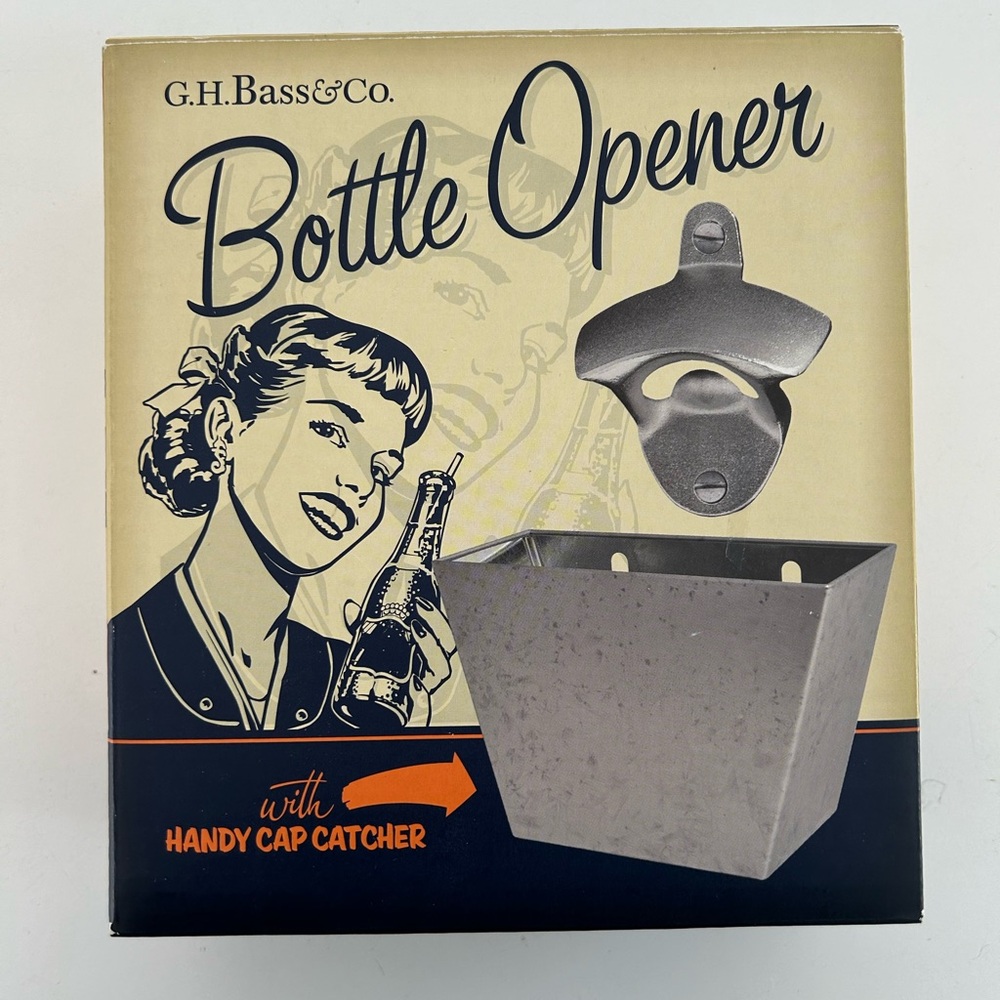 G.H.Bass&Co.
Bottle Opener
with
HANDY CAP CATCHER